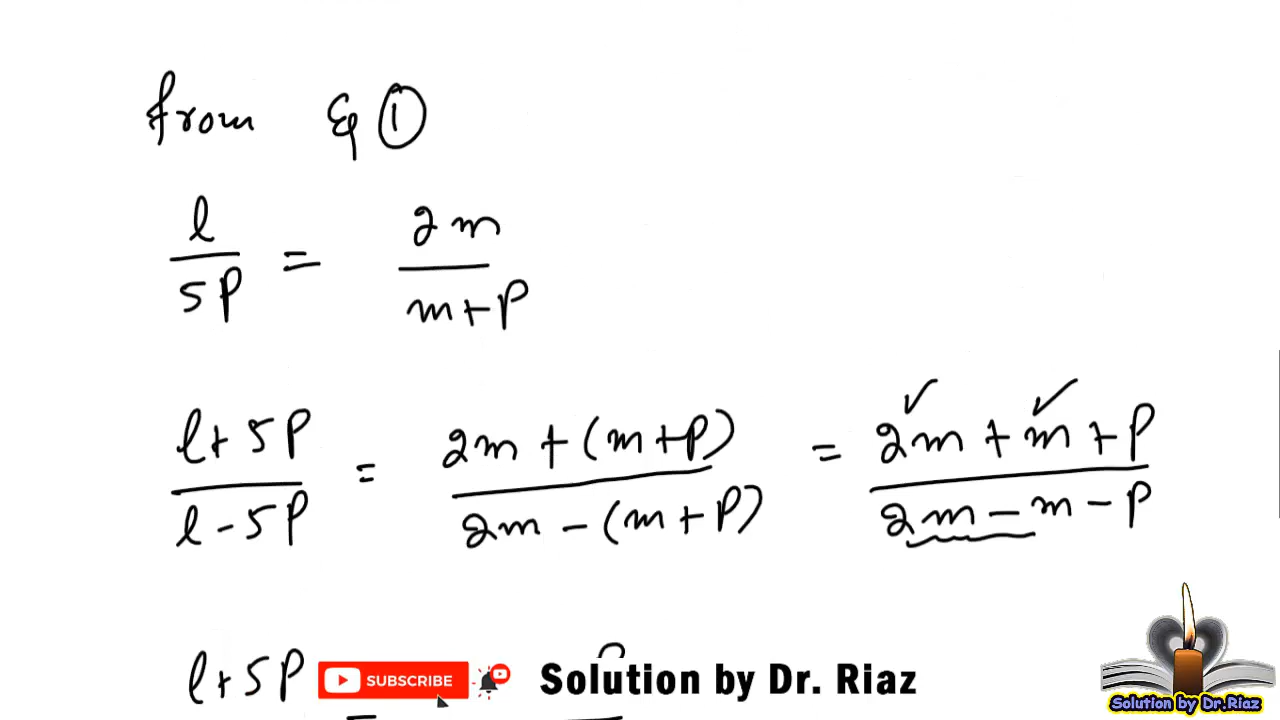 from Eq ①
l/5P = 2m/m+P
l+5P/l-5P = 2m+(m+P)/2m-(m+P) = 2m+m+P/2m-m-P
l+5P
SUBSCRIBE
Solution by Dr. Riaz
Solution by Dr.Riaz